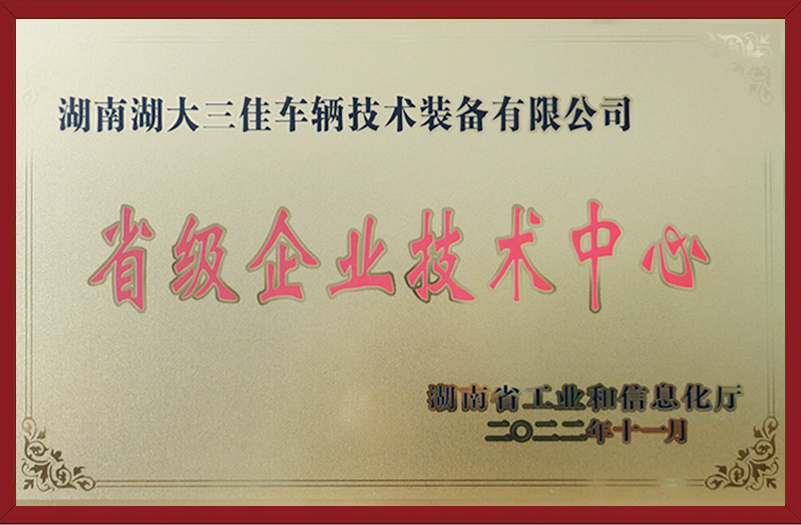 湖南湖大三佳车辆技术装备有限公司
省级企业技术中心
湖南省工业和信息化厅
二〇二二年十一月